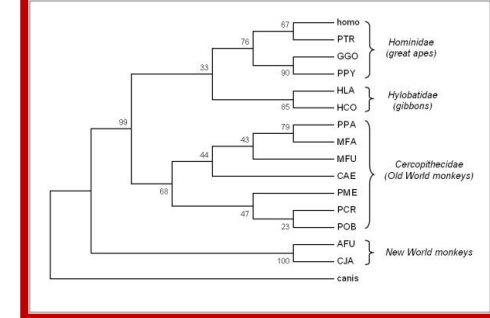 67
homo
PTR
76
GGO
90
PPY
Hominidae
(great apes)
33
HLA
85
HCO
Hylobatidae
(gibbons)
99
79
PPA
MFA
43
MFU
44
CAE
68
PME
47
PCR
23
POB
Cercopithecidae
(Old World monkeys)
AFU
100
CJA
New World monkeys
canis